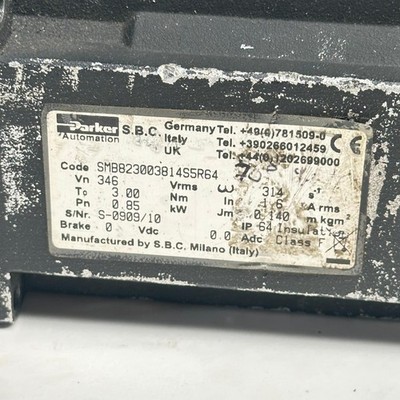 Parker S.B.C. Germany Tel. +49(0)781509-0
Automation Italy Tel. +390266012459
UK Tel. +44(0)1202699000
Code SMB823003814S5R64
Vn 346 Vrms 314 s-1
To 3.00 Nm In 1.6 A rms
Pn 0.85 kW Jm 0.140 m kgm²
S/Nr. S-0909/10 IP 64 Insulation
Brake 0 Vdc 0.0 Adc Class F
Manufactured by S.B.C. Milano (Italy)